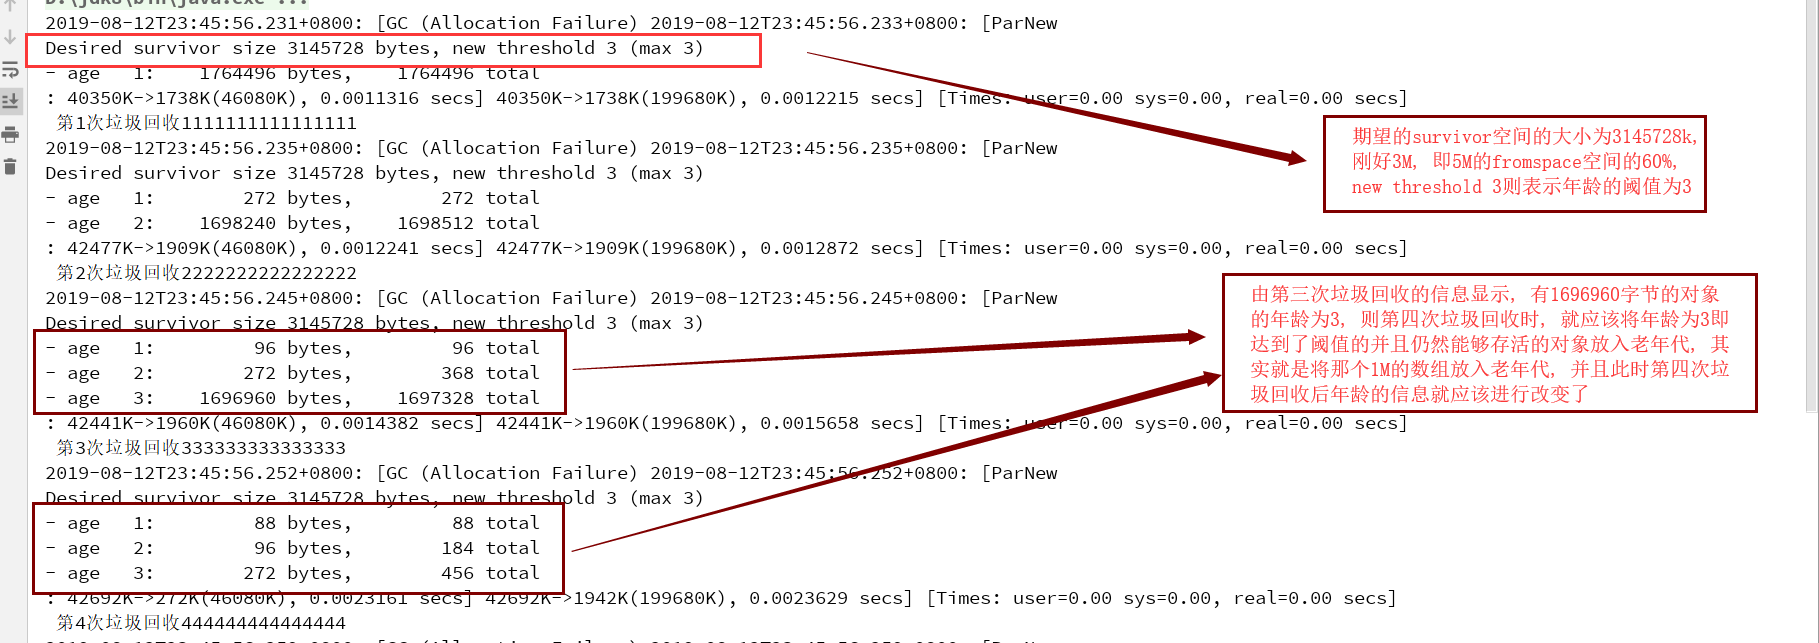 D:\jdk8\bin\java.exe ...
2019-08-12T23:45:56.231+0800: [GC (Allocation Failure) 2019-08-12T23:45:56.233+0800: [ParNew
Desired survivor size 3145728 bytes, new threshold 3 (max 3)
- age   1:    1764496 bytes,    1764496 total
: 40350K->1738K(46080K), 0.0011316 secs] 40350K->1738K(199680K), 0.0012215 secs] [Times: user=0.00 sys=0.00, real=0.00 secs]
第1次垃圾回收1111111111111111
2019-08-12T23:45:56.235+0800: [GC (Allocation Failure) 2019-08-12T23:45:56.235+0800: [ParNew
Desired survivor size 3145728 bytes, new threshold 3 (max 3)
- age   1:        272 bytes,        272 total
- age   2:    1698240 bytes,    1698512 total
: 42477K->1909K(46080K), 0.0012241 secs] 42477K->1909K(199680K), 0.0012872 secs] [Times: user=0.00 sys=0.00, real=0.00 secs]
第2次垃圾回收2222222222222222
2019-08-12T23:45:56.245+0800: [GC (Allocation Failure) 2019-08-12T23:45:56.245+0800: [ParNew
Desired survivor size 3145728 bytes, new threshold 3 (max 3)
- age   1:         96 bytes,         96 total
- age   2:        272 bytes,        368 total
- age   3:    1696960 bytes,    1697328 total
: 42441K->1960K(46080K), 0.0014382 secs] 42441K->1960K(199680K), 0.0015658 secs] [Times: user=0.00 sys=0.00, real=0.00 secs]
第3次垃圾回收333333333333333
2019-08-12T23:45:56.252+0800: [GC (Allocation Failure) 2019-08-12T23:45:56.252+0800: [ParNew
Desired survivor size 3145728 bytes, new threshold 3 (max 3)
- age   1:         88 bytes,         88 total
- age   2:         96 bytes,        184 total
- age   3:        272 bytes,        456 total
: 42692K->272K(46080K), 0.0023161 secs] 42692K->1942K(199680K), 0.0023629 secs] [Times: user=0.00 sys=0.00, real=0.00 secs]
第4次垃圾回收444444444444444
期望的survivor空间的大小为3145728k,
刚好3M, 即5M的fromspace空间的60%,
new threshold 3则表示年龄的阈值为3
由第三次垃圾回收的信息显示, 有1696960字节的对象
的年龄为3, 则第四次垃圾回收时, 就应该将年龄为3即
达到了阈值的并且仍然能够存活的对象放入老年代, 其
实就是将那个1M的数组放入老年代, 并且此时第四次垃
圾回收后年龄的信息就应该进行改变了